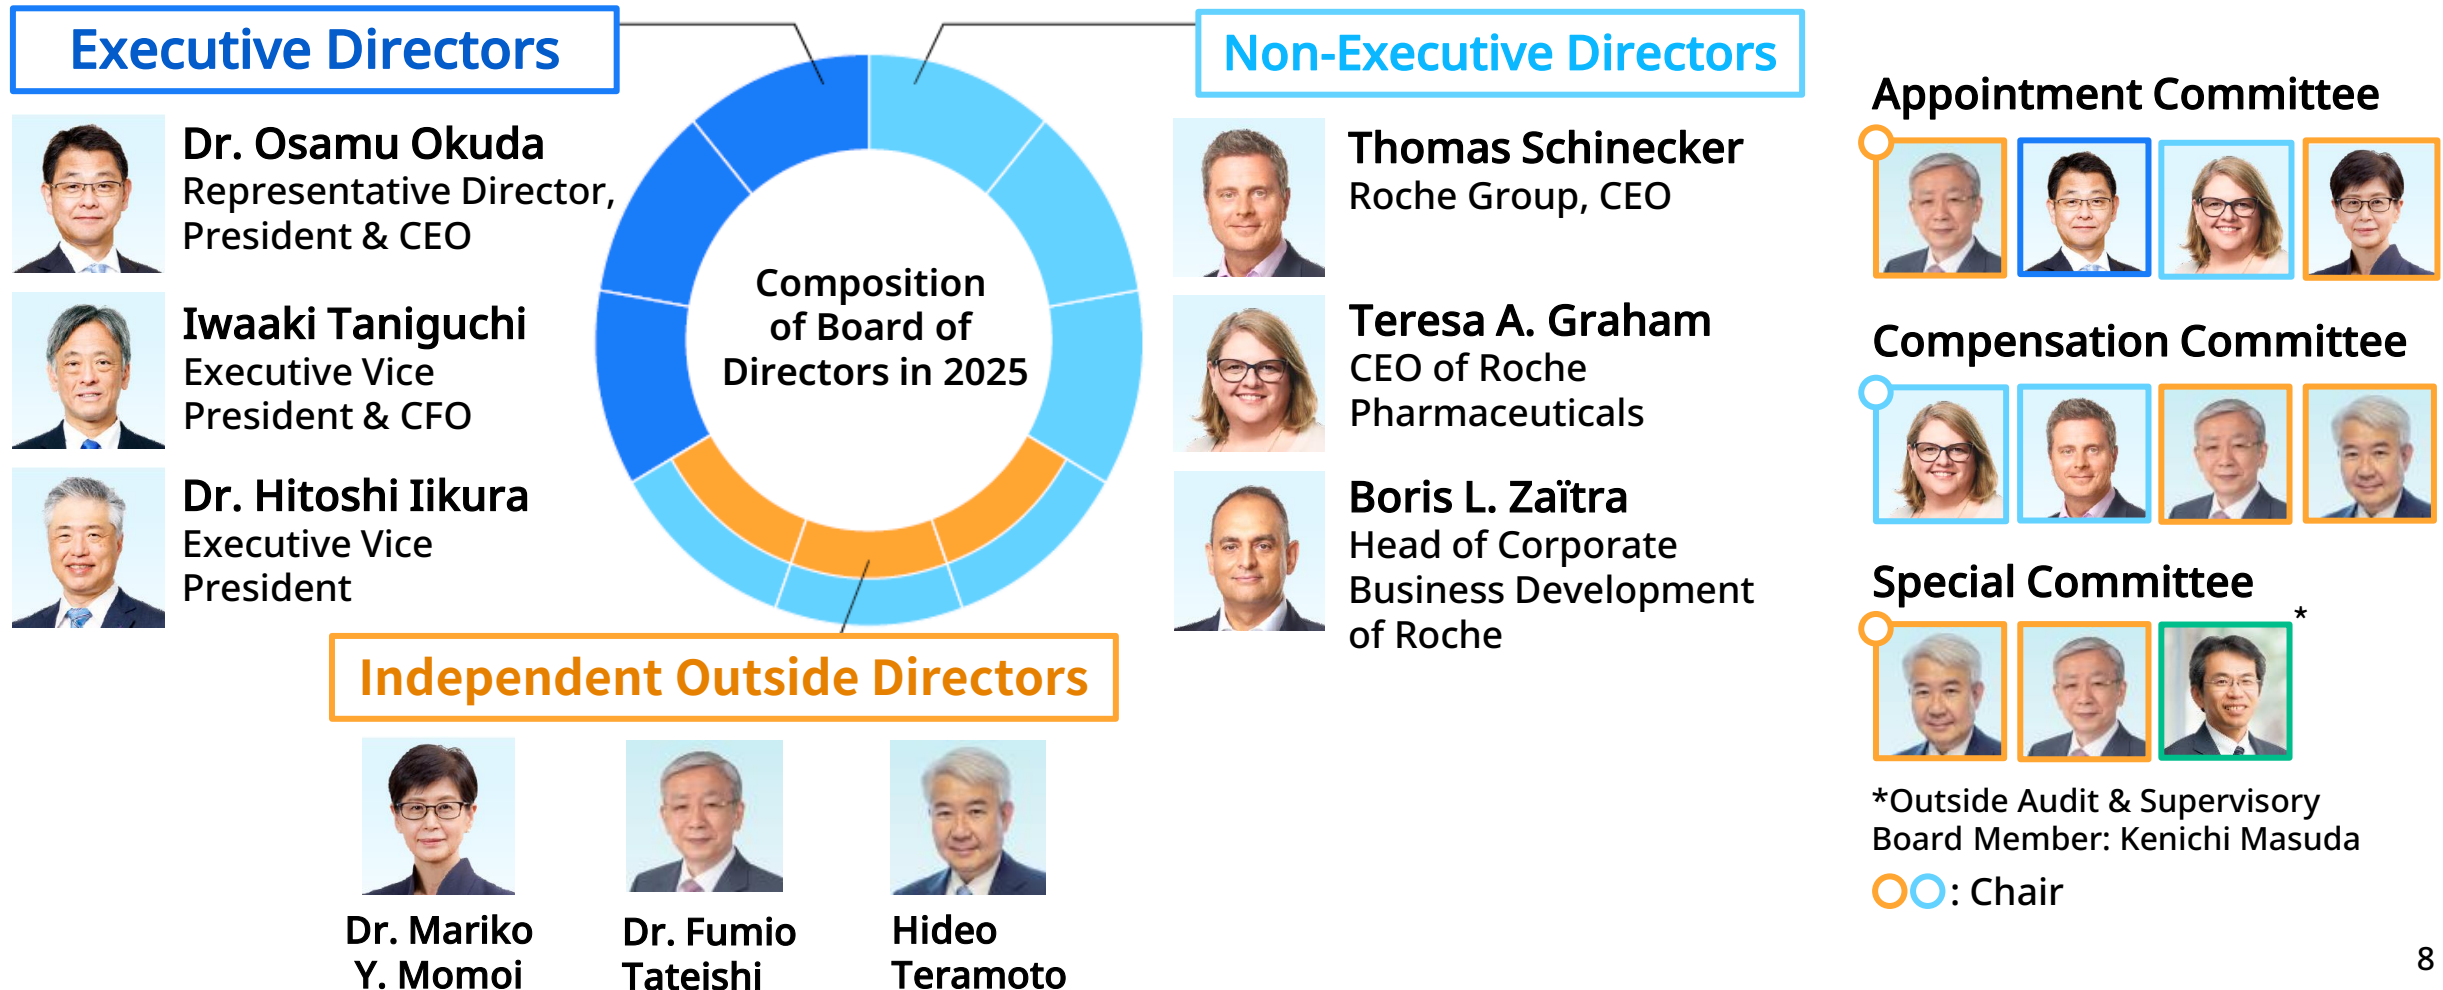 Executive Directors
Dr. Osamu Okuda
Representative Director,
President & CEO
Iwaaki Taniguchi
Executive Vice
President & CFO
Dr. Hitoshi Iikura
Executive Vice
President
Composition
of Board of
Directors in 2025
Non-Executive Directors
Thomas Schinecker
Roche Group, CEO
Teresa A. Graham
CEO of Roche
Pharmaceuticals
Boris L. Zaïtra
Head of Corporate
Business Development
of Roche
Independent Outside Directors
Dr. Mariko
Y. Momoi
Dr. Fumio
Tateishi
Hideo
Teramoto
Appointment Committee
Compensation Committee
Special Committee
*
*Outside Audit & Supervisory
Board Member: Kenichi Masuda
: Chair
8